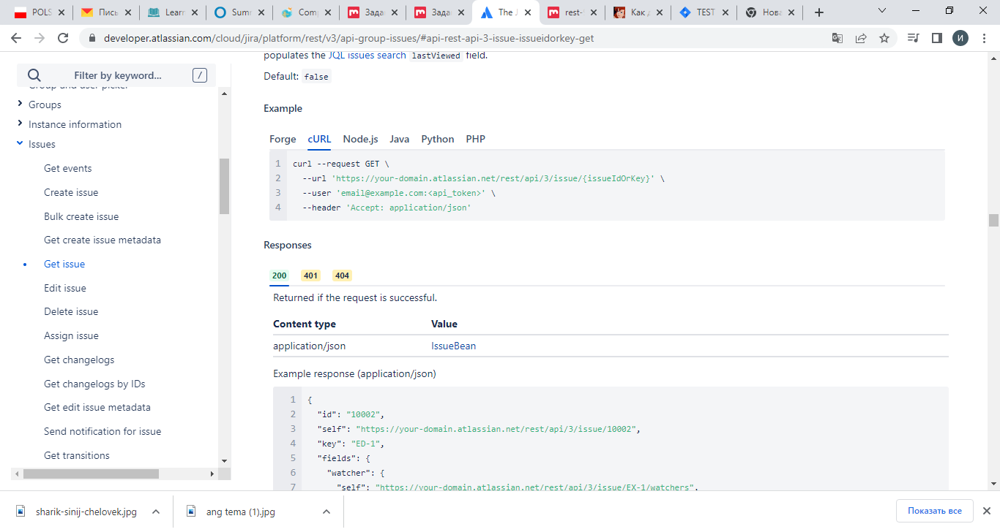 POLS
Пись
Learn
Sumr
Comp
Зада
Зада
The J
rest-
Как д
TEST
Нова
developer.atlassian.com/cloud/jira/platform/rest/v3/api-group-issues/#api-rest-api-3-issue-issueidorkey-get
И
Filter by keyword...
/
Group and user picker
Groups
Instance information
Issues
Get events
Create issue
Bulk create issue
Get create issue metadata
Get issue
Edit issue
Delete issue
Assign issue
Get changelogs
Get changelogs by IDs
Get edit issue metadata
Send notification for issue
Get transitions
populates the JQL issues search lastViewed field.
Default: false
Example
Forge cURL Node.js Java Python PHP
1 curl --request GET \
2 --url 'https://your-domain.atlassian.net/rest/api/3/issue/{issueIdOrKey}' \
3 --user 'email@example.com:<api_token>' \
4 --header 'Accept: application/json'
Responses
200 401 404
Returned if the request is successful.
Content type Value
application/json IssueBean
Example response (application/json)
1 {
2 "id": "10002",
3 "self": "https://your-domain.atlassian.net/rest/api/3/issue/10002",
4 "key": "ED-1",
5 "fields": {
6 "watcher": {
7 "self": "https://your-domain.atlassian.net/rest/api/3/issue/EX-1/watchers",
sharik-sinij-chelovek.jpg
ang tema (1).jpg
Показать все